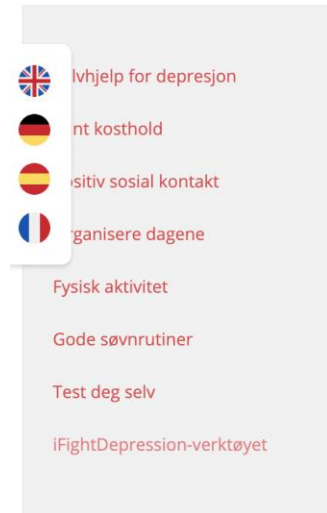 lvhjelp for depresjon
nt kosthold
sitiv sosial kontakt
rganisere dagene
Fysisk aktivitet
Gode søvnrutiner
Test deg selv
iFightDepression-verktøyet